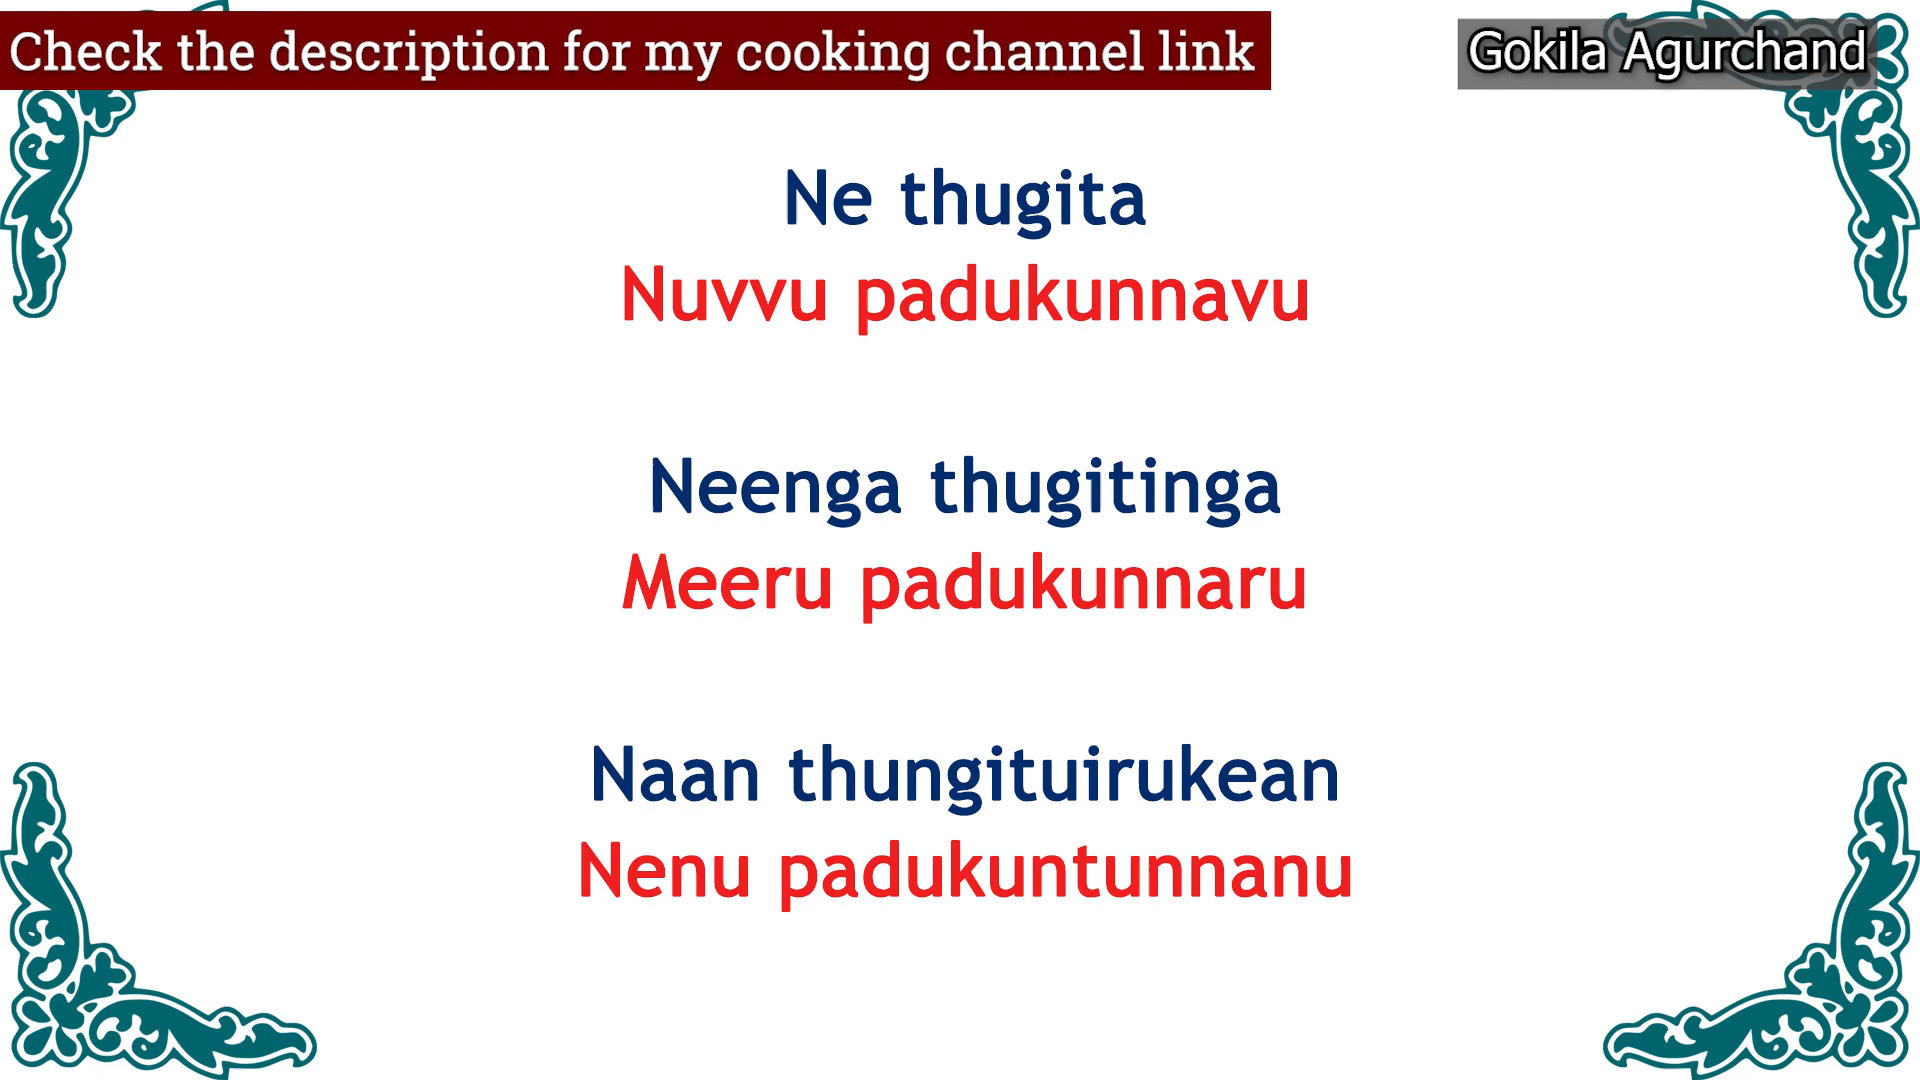 Check the description for my cooking channel link
Gokila Agurchand
Ne thugita
Nuvvu padukunnavu
Neenga thugitinga
Meeru padukunnaru
Naan thungituirukean
Nenu padukuntunnanu